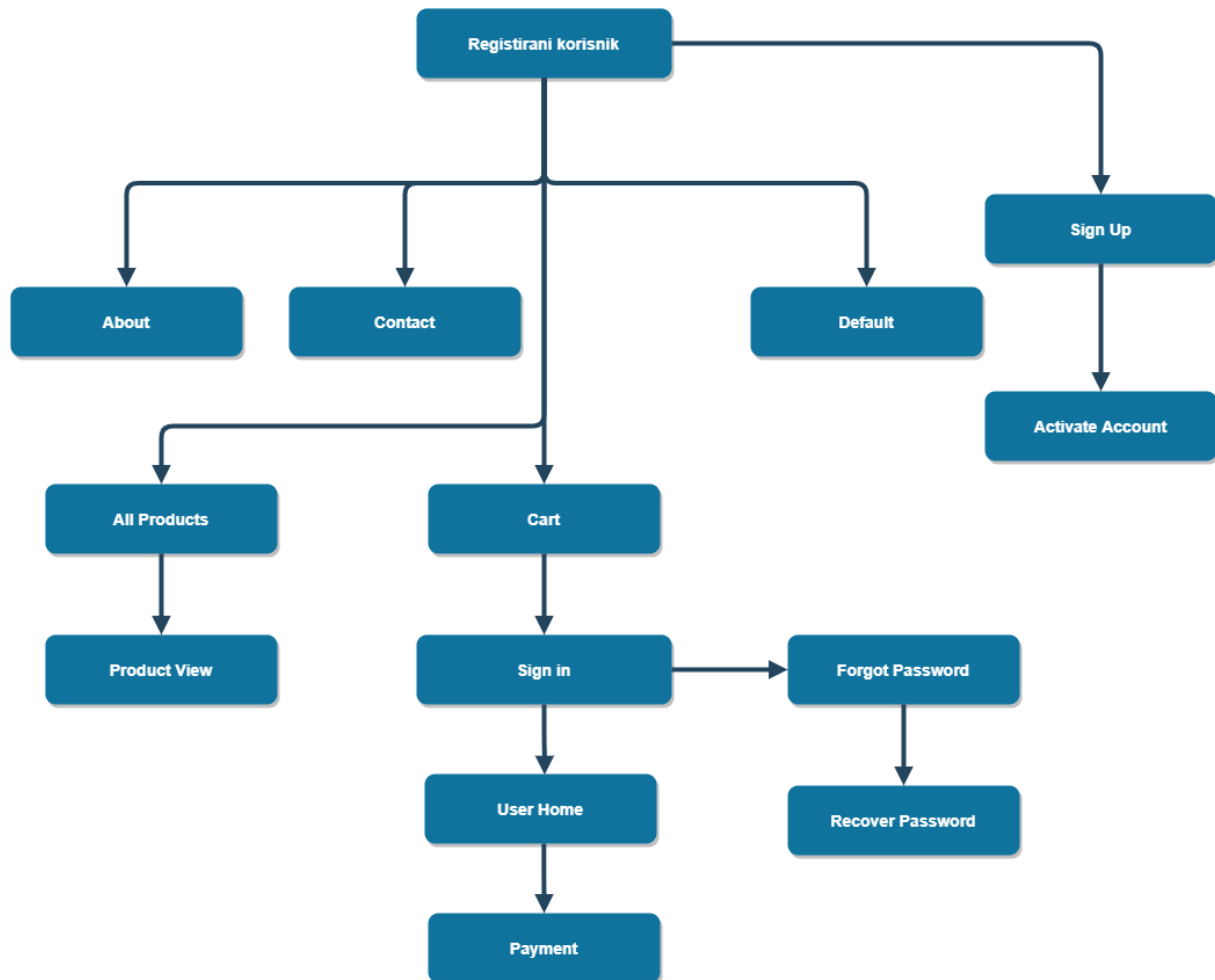 Registirani korisnik
Sign Up
About
Contact
Default
Activate Account
All Products
Cart
Product View
Sign in
Forgot Password
User Home
Recover Password
Payment